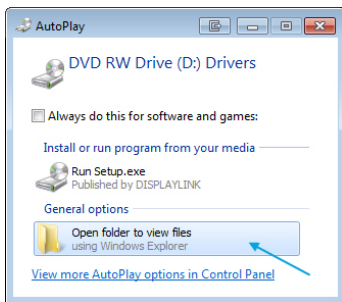 AutoPlay
DVD RW Drive (D:) Drivers
Always do this for software and games:
Install or run program from your media
Run Setup.exe
Published by DISPLAYLINK
General options
Open folder to view files
using Windows Explorer
View more AutoPlay options in Control Panel